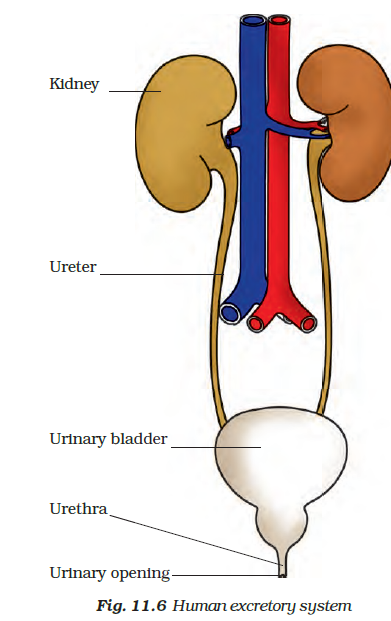 Kidney
Ureter
Urinary bladder
Urethra
Urinary opening
Fig. 11.6 Human excretory system